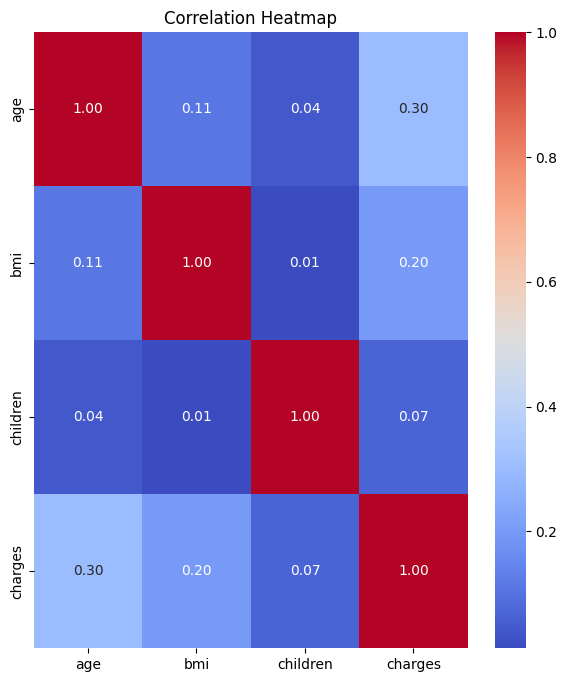 Correlation Heatmap
age 1.00 0.11 0.04 0.30
bmi 0.11 1.00 0.01 0.20
children 0.04 0.01 1.00 0.07
charges 0.30 0.20 0.07 1.00
age bmi children charges
1.0
0.8
0.6
0.4
0.2